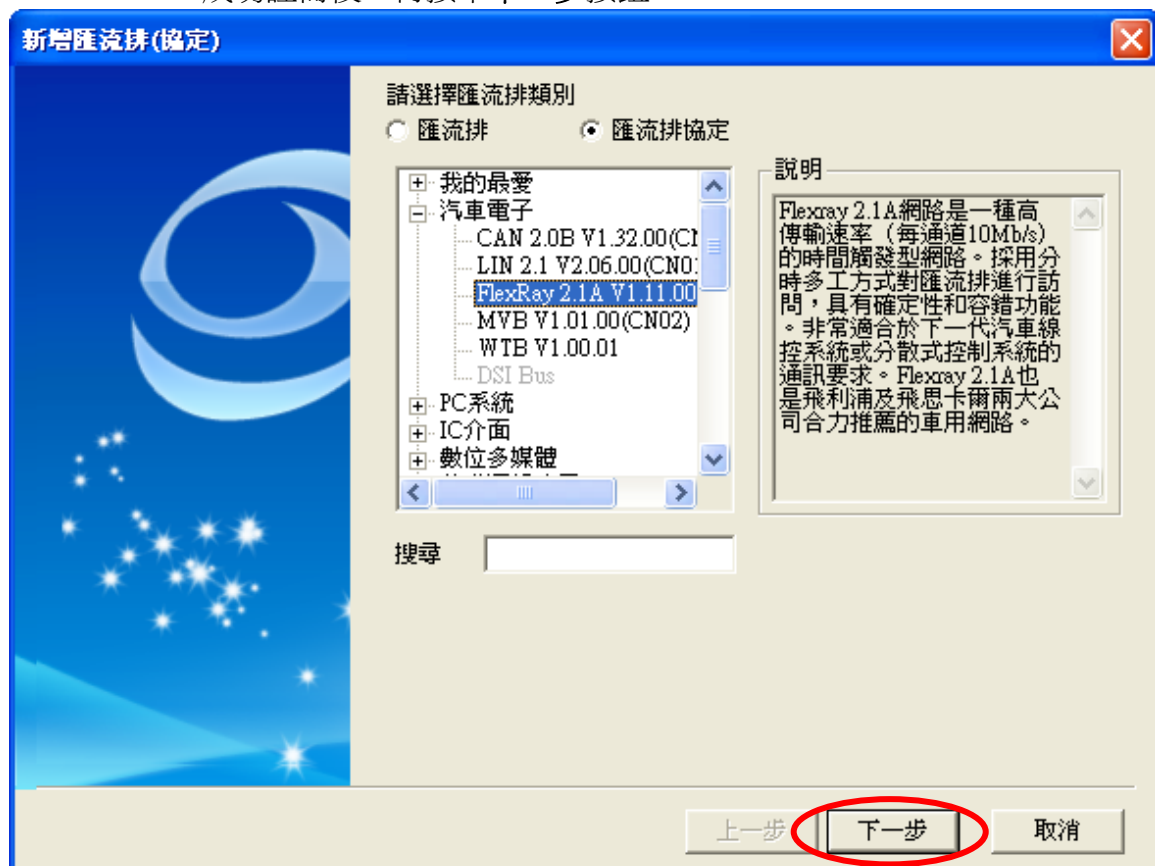 新增匯流排(協定)
請選擇匯流排類別
匯流排
匯流排協定
我的最愛
汽車電子
CAN 2.0B V1.32.00(C
LIN 2.1 V2.06.00(CN0
FlexRay 2.1A V1.11.00
MVB V1.01.00(CN02)
WTB V1.00.01
DSI Bus
PC系統
IC介面
數位多媒體
說明
Flexray 2.1A網路是一種高
傳輸速率（每通道10Mb/s）
的時間觸發型網路。採用分
時多工方式對匯流排進行訪
問，具有確定性和容錯功能
。非常適合於下一代汽車線
控系統或分散式控制系統的
通訊要求。Flexray 2.1A也
是飛利浦及飛思卡爾兩大公
司合力推薦的車用網路。
搜尋
上一步
下一步
取消